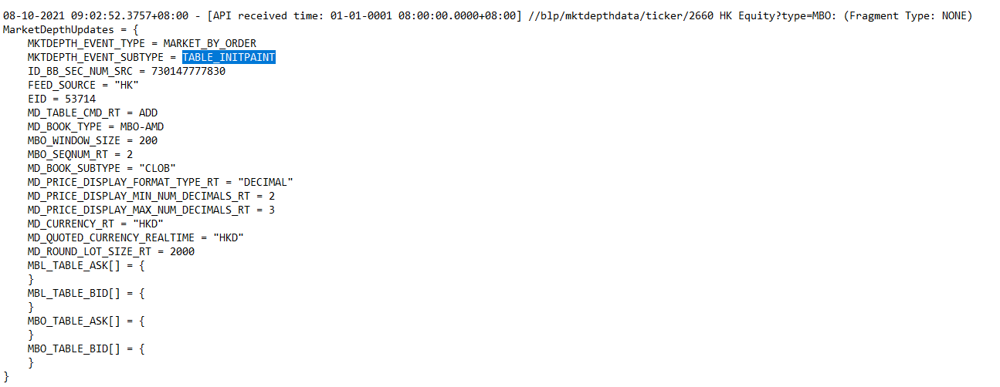 08-10-2021 09:02:52.3757+08:00 - [API received time: 01-01-0001 08:00:00.0000+08:00] //blp/mktdepthdata/ticker/2660 HK Equity?type=MBO: (Fragment Type: NONE)
MarketDepthUpdates = {
    MKTDEPTH_EVENT_TYPE = MARKET_BY_ORDER
    MKTDEPTH_EVENT_SUBTYPE = TABLE_INITPAINT
    ID_BB_SEC_NUM_SRC = 730147777830
    FEED_SOURCE = "HK"
    EID = 53714
    MD_TABLE_CMD_RT = ADD
    MD_BOOK_TYPE = MBO-AMD
    MBO_WINDOW_SIZE = 200
    MBO_SEQNUM_RT = 2
    MD_BOOK_SUBTYPE = "CLOB"
    MD_PRICE_DISPLAY_FORMAT_TYPE_RT = "DECIMAL"
    MD_PRICE_DISPLAY_MIN_NUM_DECIMALS_RT = 2
    MD_PRICE_DISPLAY_MAX_NUM_DECIMALS_RT = 3
    MD_CURRENCY_RT = "HKD"
    MD_QUOTED_CURRENCY_REALTIME = "HKD"
    MD_ROUND_LOT_SIZE_RT = 2000
    MBL_TABLE_ASK[] = {
    }
    MBL_TABLE_BID[] = {
    }
    MBO_TABLE_ASK[] = {
    }
    MBO_TABLE_BID[] = {
    }
}